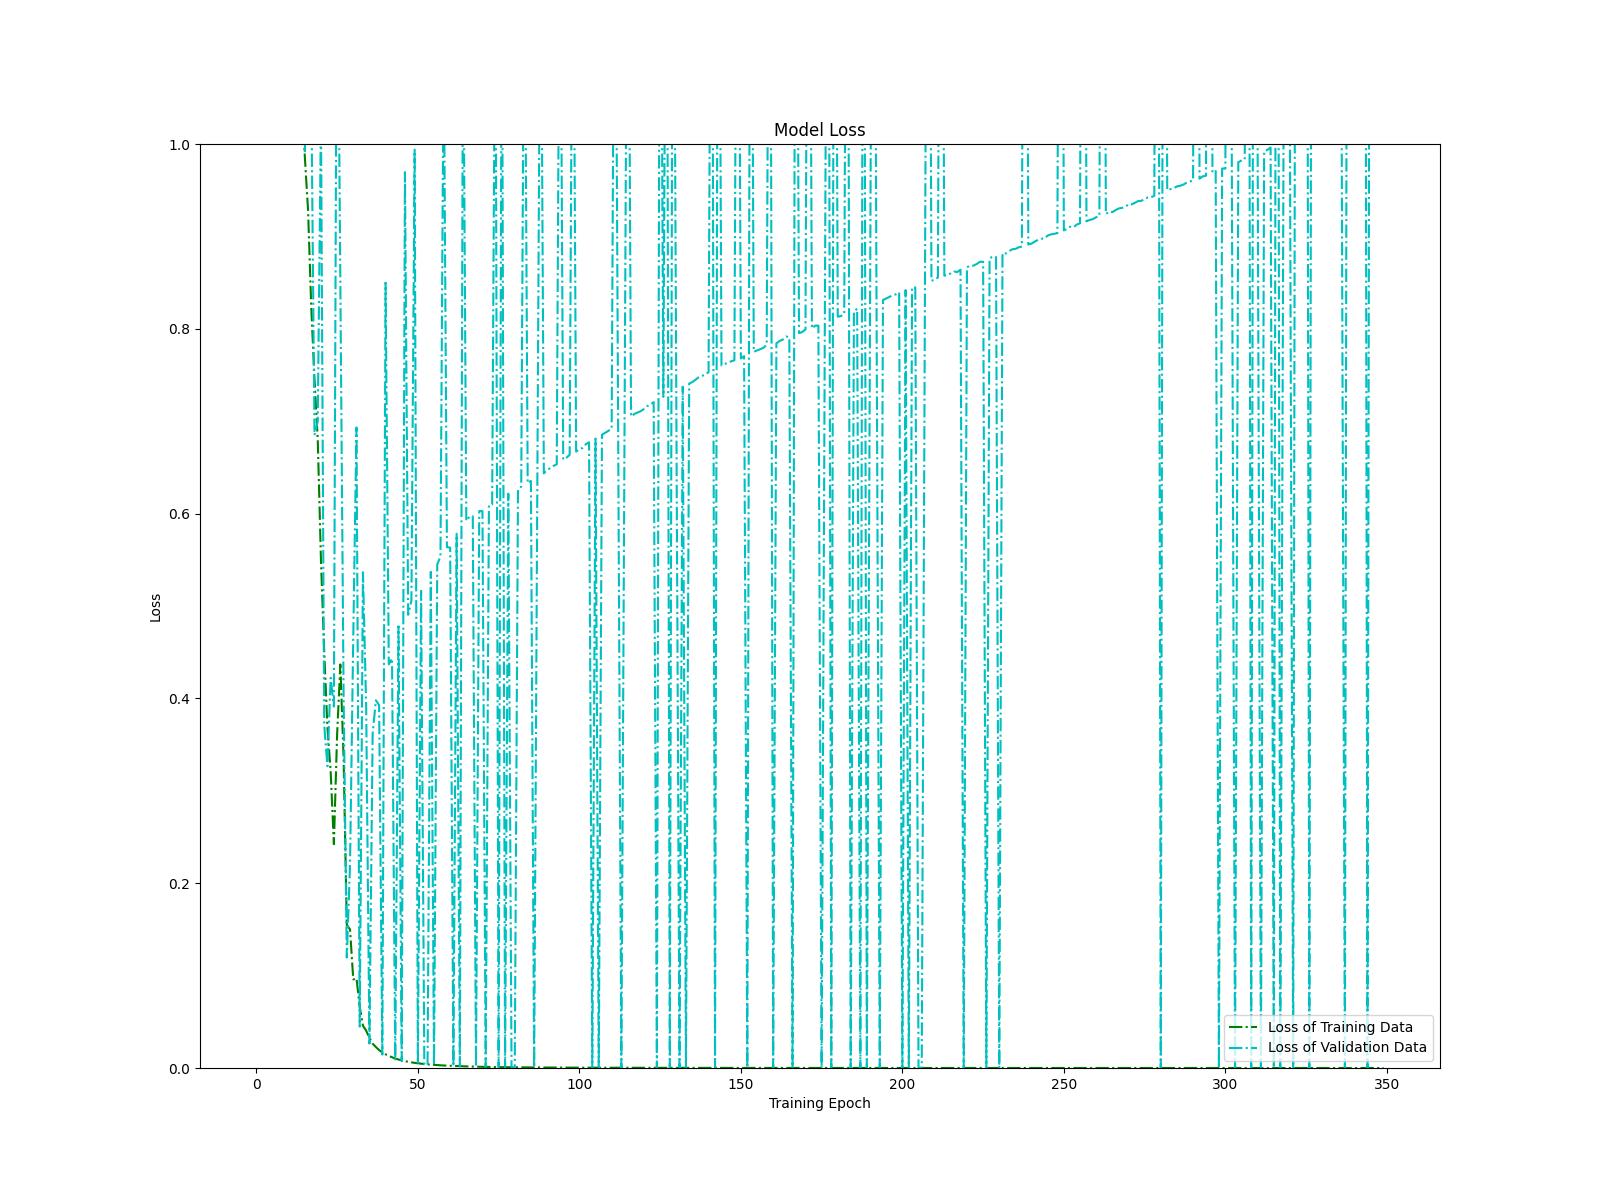 Model Loss
1.0
0.8
0.6
0.4
0.2
0.0
Loss
0 50 100 150 200 250 300 350
Training Epoch
Loss of Training Data
Loss of Validation Data